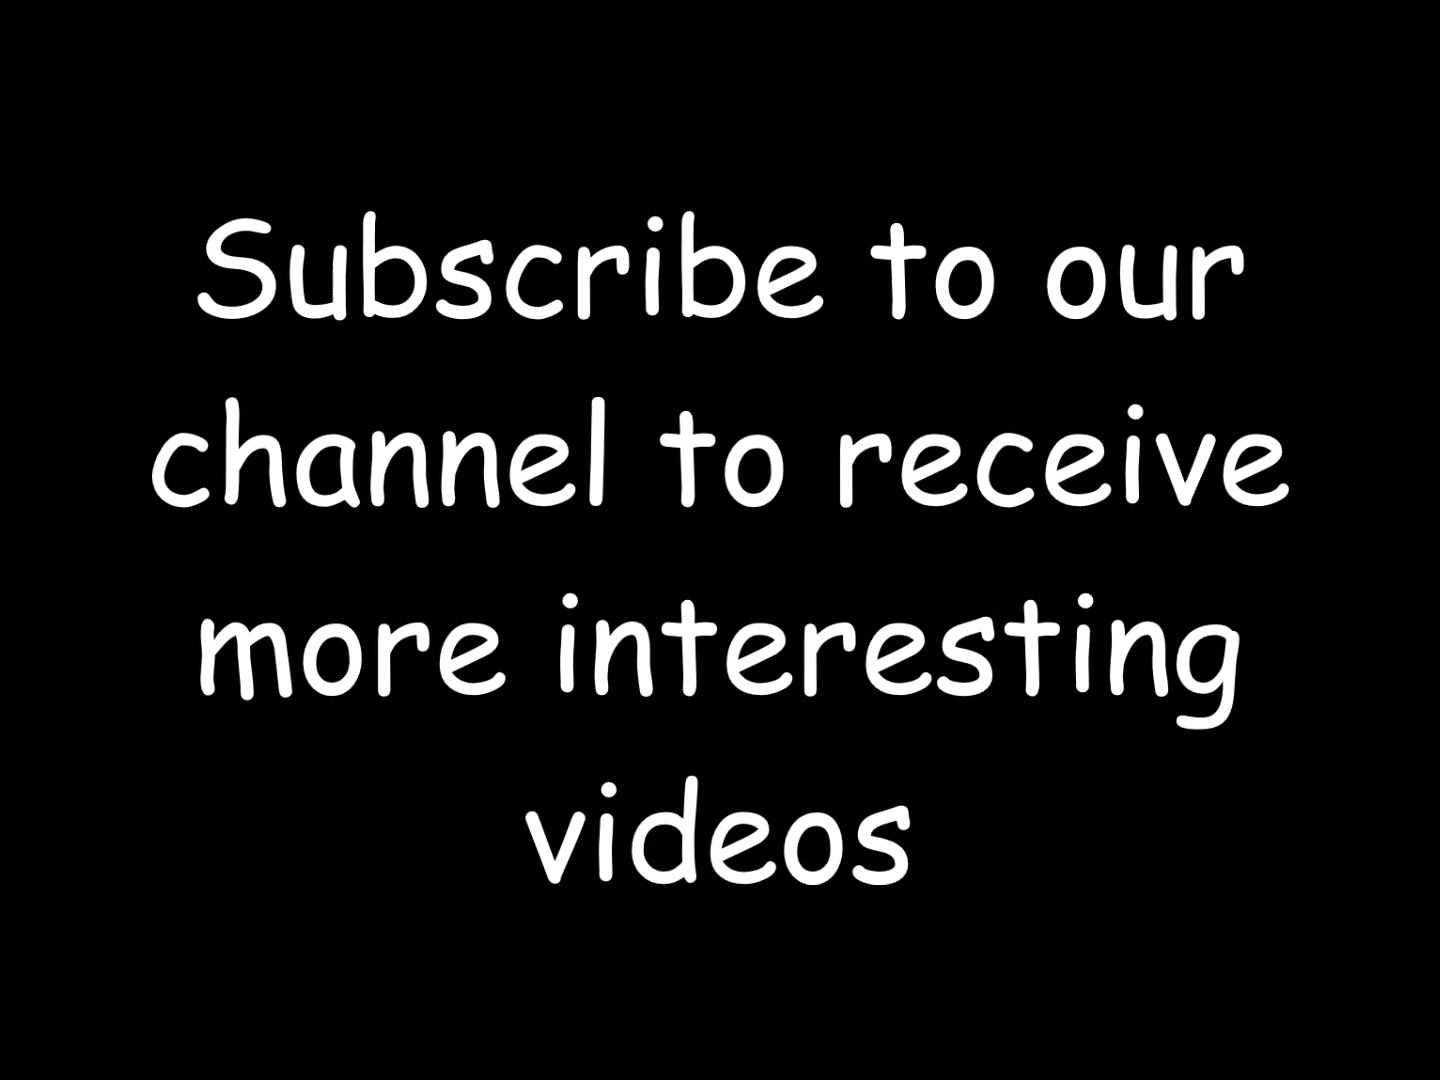 Subscribe to our
channel to receive
more interesting
videos